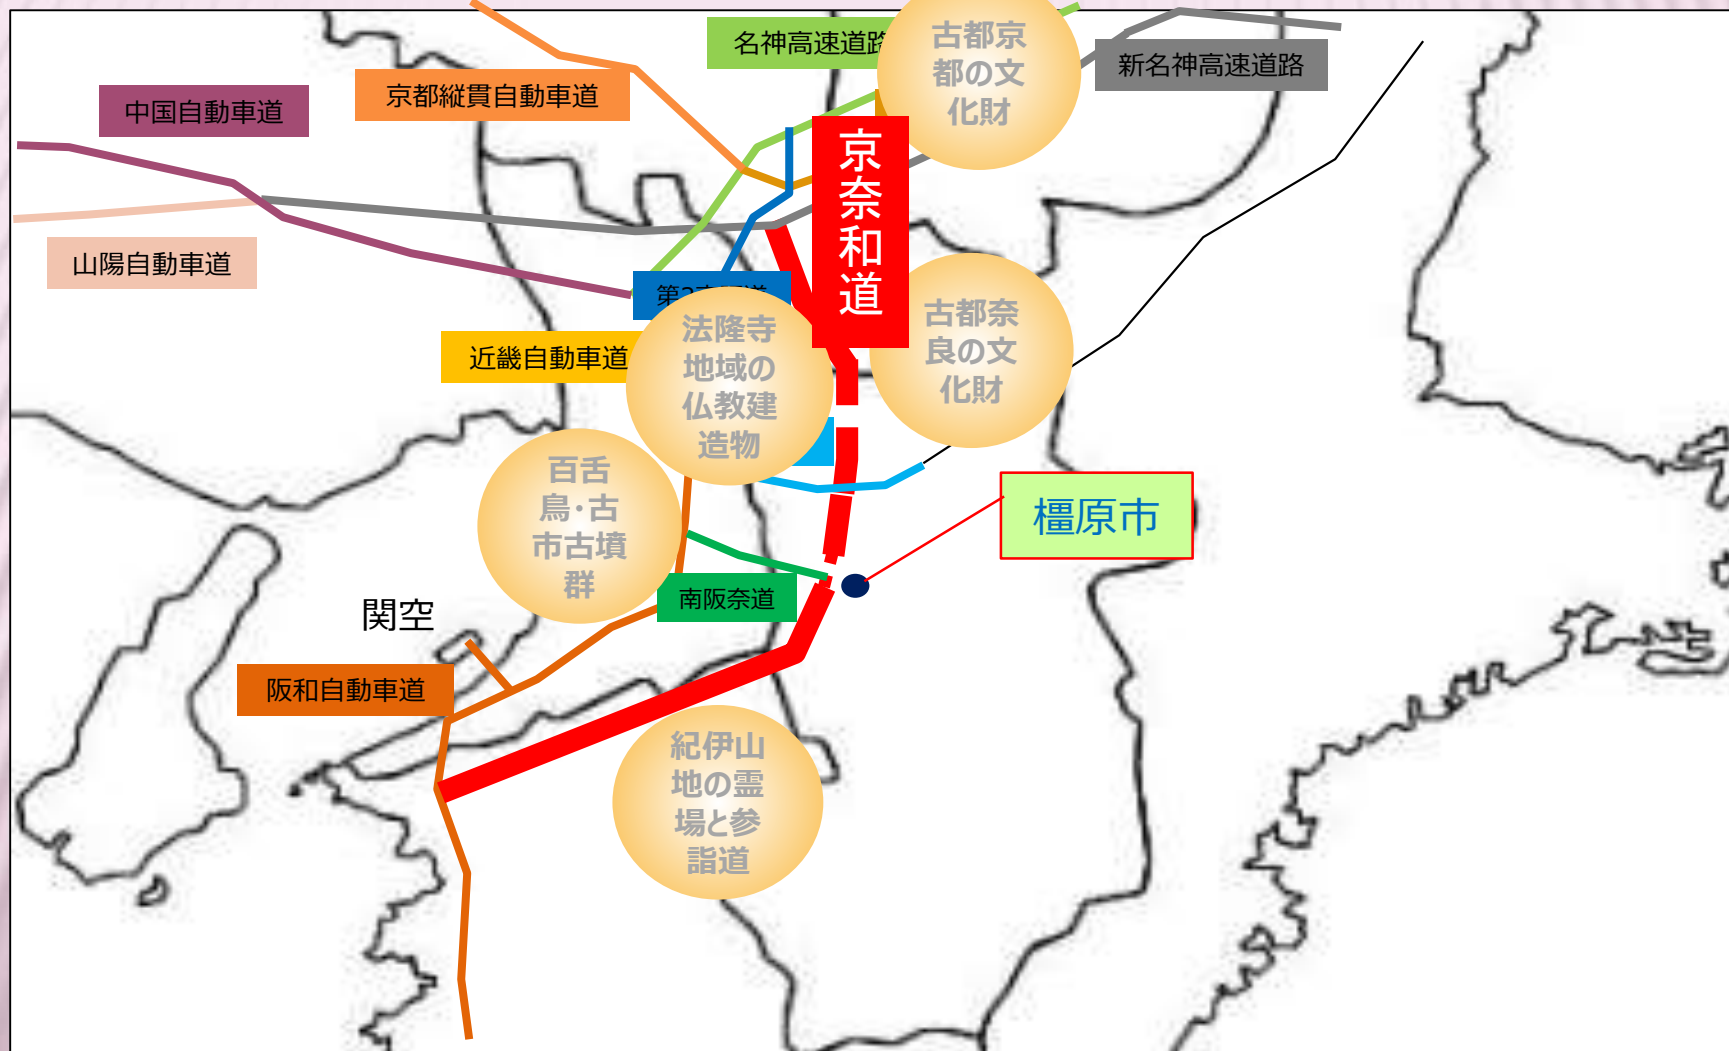 名神高速道路
古都京
都の文
化財
新名神高速道路
京都縦貫自動車道
中国自動車道
京奈和道
山陽自動車道
近畿自動車道
法隆寺
地域の
仏教建
造物
古都奈
良の文
化財
百舌
鳥・古
市古墳
群
橿原市
関空
南阪奈道
阪和自動車道
紀伊山
地の霊
場と参
詣道